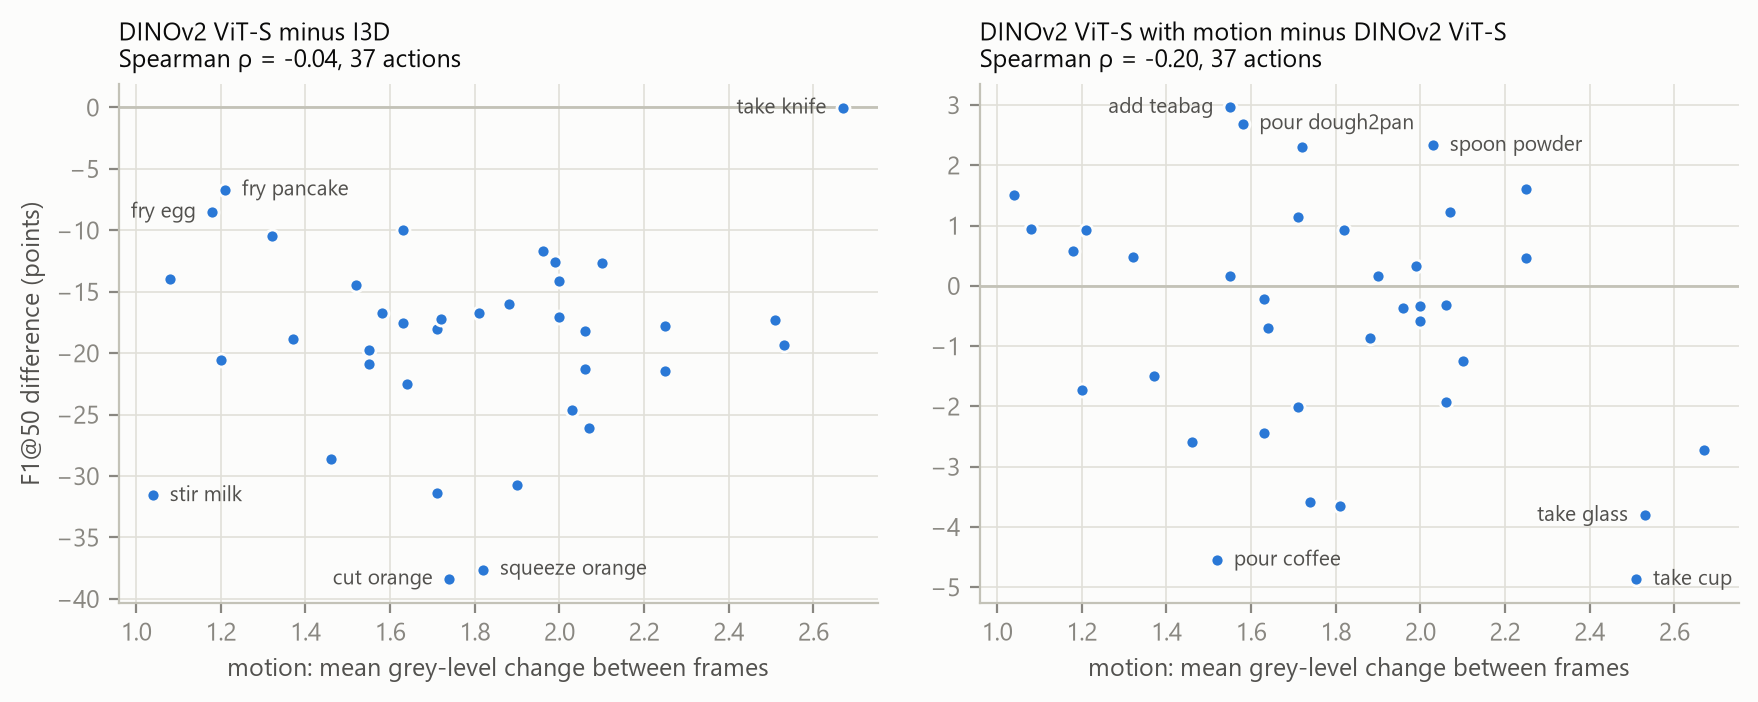 DINOv2 ViT-S minus I3D
Spearman ρ = -0.04, 37 actions
F1@50 difference (points)
0
−5
−10
−15
−20
−25
−30
−35
−40
take knife
fry pancake
fry egg
stir milk
cut orange
squeeze orange
1.0 1.2 1.4 1.6 1.8 2.0 2.2 2.4 2.6
motion: mean grey-level change between frames
DINOv2 ViT-S with motion minus DINOv2 ViT-S
Spearman ρ = -0.20, 37 actions
3
2
1
0
−1
−2
−3
−4
−5
add teabag
pour dough2pan
spoon powder
take glass
pour coffee
take cup
1.0 1.2 1.4 1.6 1.8 2.0 2.2 2.4 2.6
motion: mean grey-level change between frames